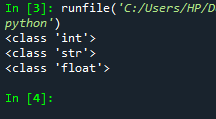 In [3]: runfile('C:/Users/HP/D
python')
<class 'int'>
<class 'str'>
<class 'float'>
In [4]: